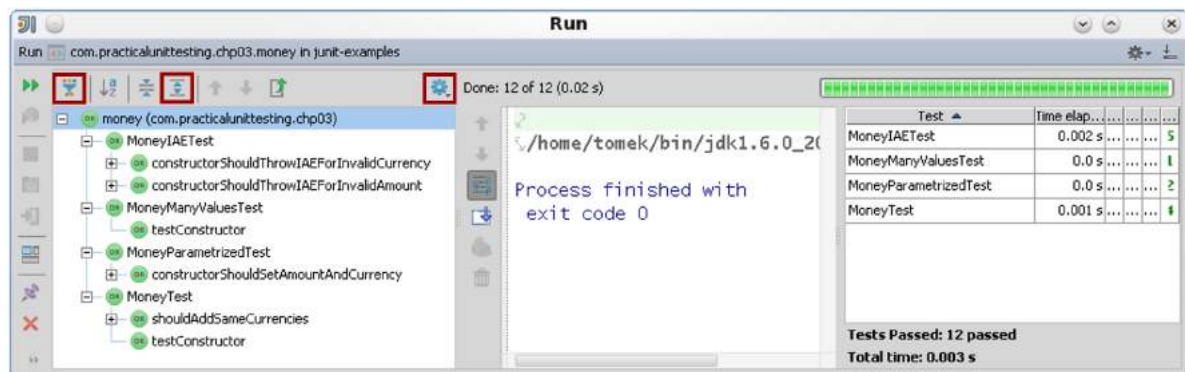 Run
Run com.practicalunittesting.chp03.money in junit-examples
Done: 12 of 12 (0.02 s)
money (com.practicalunittesting.chp03)
MoneyIAETest
constructorShouldThrowIAEForInvalidCurrency
constructorShouldThrowIAEForInvalidAmount
MoneyManyValuesTest
testConstructor
MoneyParametrizedTest
constructorShouldSetAmountAndCurrency
MoneyTest
shouldAddSameCurrencies
testConstructor
/home/tomek/bin/jdk1.6.0_20
Process finished with
exit code 0
Test Time elap... ... ... ... ...
MoneyIAETest 0.002 s ... ... ...
MoneyManyValuesTest 0.0 s ... ... ...
MoneyParametrizedTest 0.0 s ... ... ...
MoneyTest 0.001 s ... ... ...
Tests Passed: 12 passed
Total time: 0.003 s